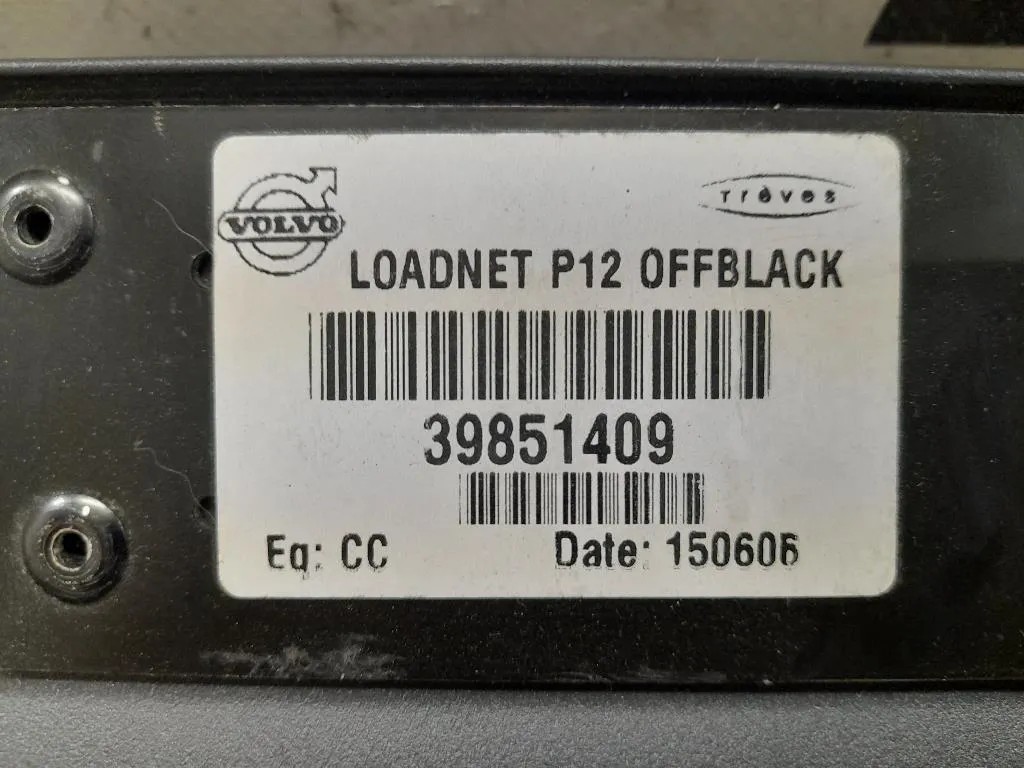 VOLVO
Trèves
LOADNET P12 OFFBLACK
39851409
Eq: CC
Date: 150606